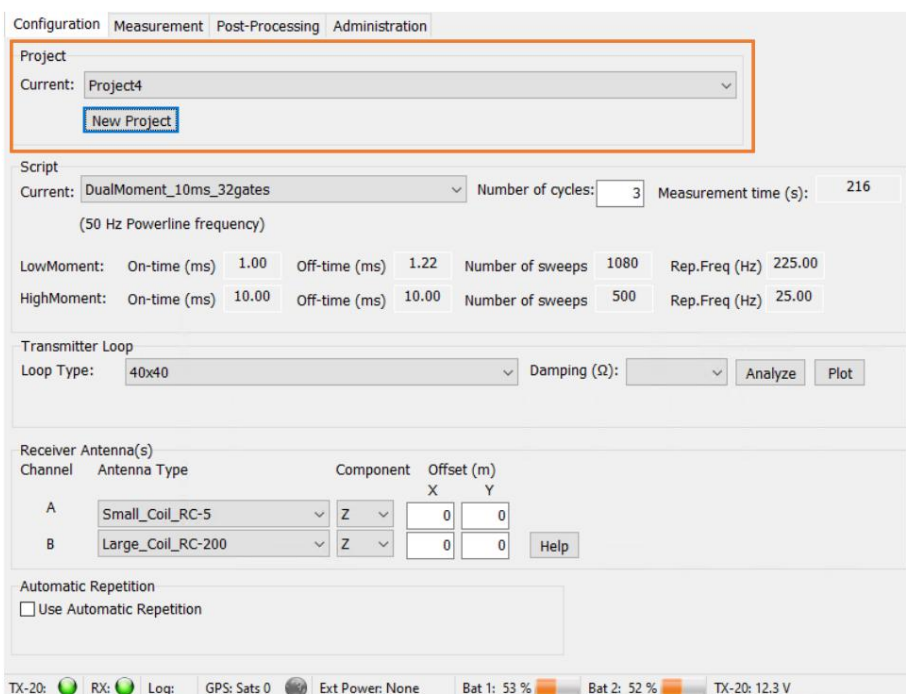 Configuration Measurement Post-Processing Administration
Project
Current: Project4
New Project
Script
Current: DualMoment_10ms_32gates Number of cycles: 3 Measurement time (s): 216
(50 Hz Powerline frequency)
LowMoment: On-time (ms) 1.00 Off-time (ms) 1.22 Number of sweeps 1080 Rep.Freq (Hz) 225.00
HighMoment: On-time (ms) 10.00 Off-time (ms) 10.00 Number of sweeps 500 Rep.Freq (Hz) 25.00
Transmitter Loop
Loop Type: 40x40 Damping (Ω): Analyze Plot
Receiver Antenna(s)
Channel Antenna Type Component Offset (m)
X Y
A Small_Coil_RC-5 Z 0 0
B Large_Coil_RC-200 Z 0 0 Help
Automatic Repetition
Use Automatic Repetition
TX-20: RX: Log: GPS: Sats 0 Ext Power: None Bat 1: 53 % Bat 2: 52 % TX-20: 12.3 V